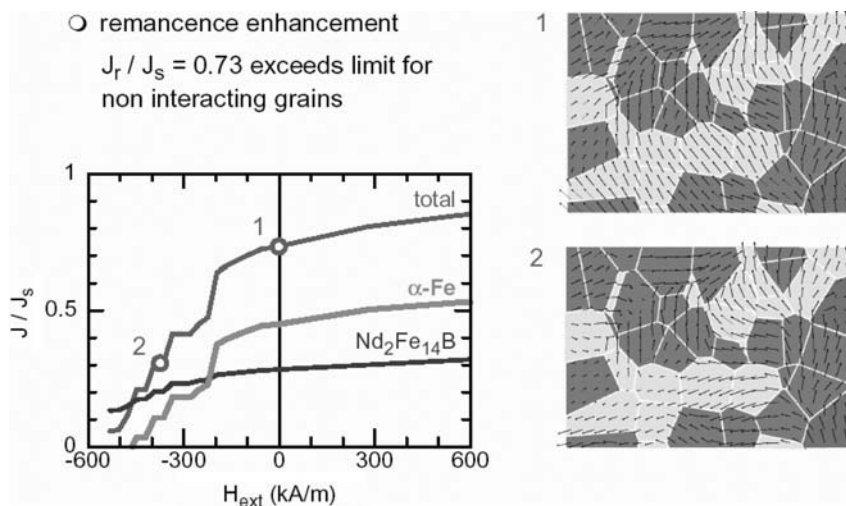 remanence enhancement
J_r / J_s = 0.73 exceeds limit for
non interacting grains
1
2
1
0.5
0
J / J_s
-600
-300
0
300
600
H_ext (kA/m)
total
α-Fe
Nd₂Fe₁₄B
1
2